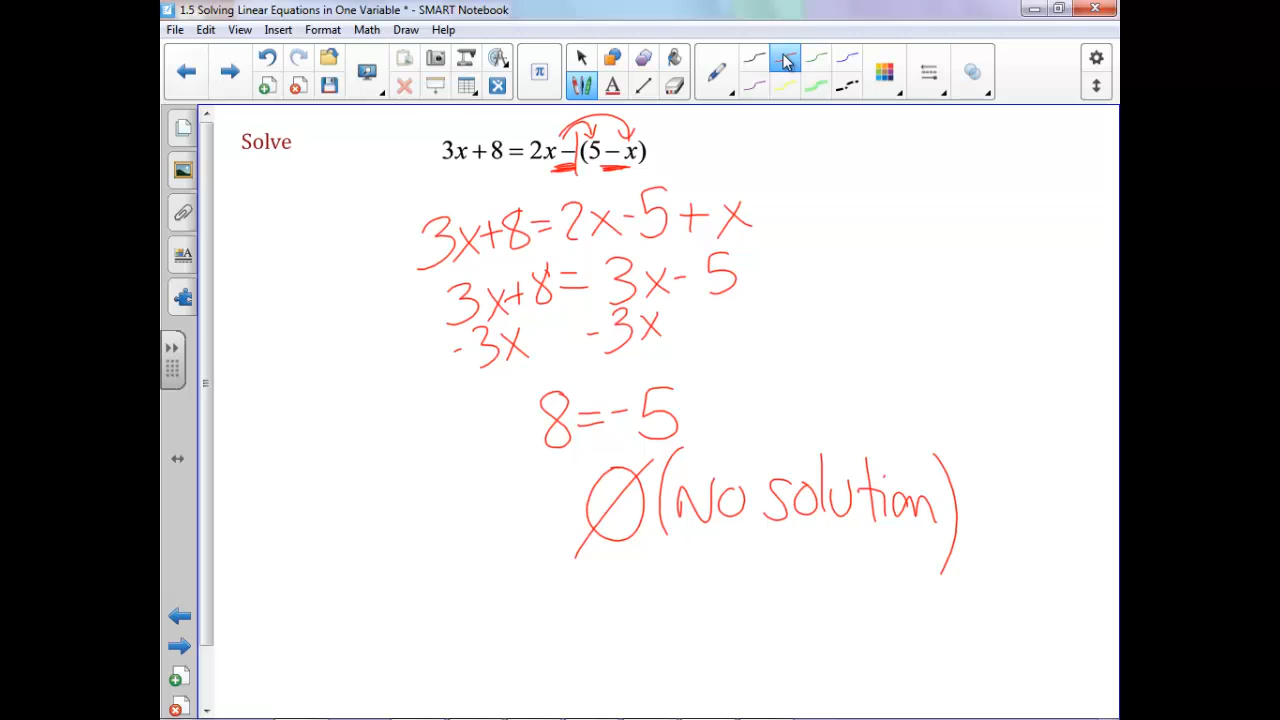 1.5 Solving Linear Equations in One Variable * - SMART Notebook
File Edit View Insert Format Math Draw Help
π
A
Solve
3x + 8 = 2x − (5 − x)
3x+8=2x-5+x
3x+8=3x-5
-3x -3x
8=-5
∅(No solution)